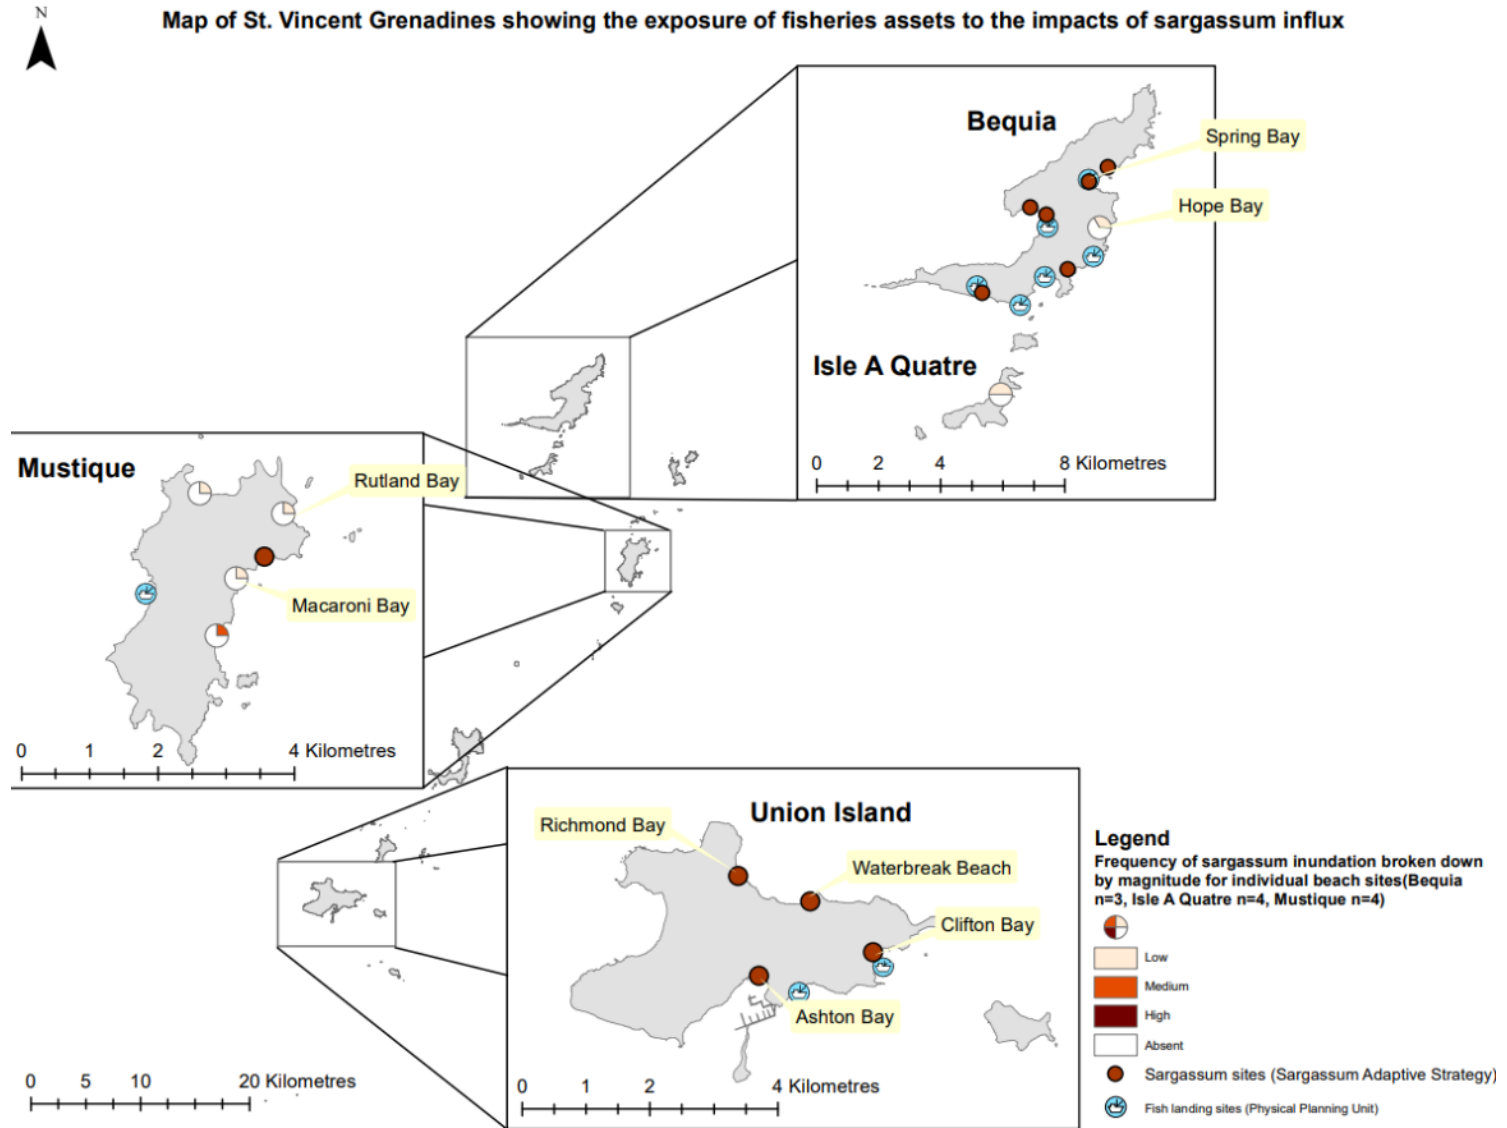 Map of St. Vincent Grenadines showing the exposure of fisheries assets to the impacts of sargassum influx
N
Bequia
Spring Bay
Hope Bay
Isle A Quatre
0 2 4 8 Kilometres
Mustique
Rutland Bay
Macaroni Bay
0 1 2 4 Kilometres
Union Island
Richmond Bay
Waterbreak Beach
Clifton Bay
Ashton Bay
0 1 2 4 Kilometres
0 5 10 20 Kilometres
Legend
Frequency of sargassum inundation broken down
by magnitude for individual beach sites(Bequia
n=3, Isle A Quatre n=4, Mustique n=4)
Low
Medium
High
Absent
Sargassum sites (Sargassum Adaptive Strategy)
Fish landing sites (Physical Planning Unit)